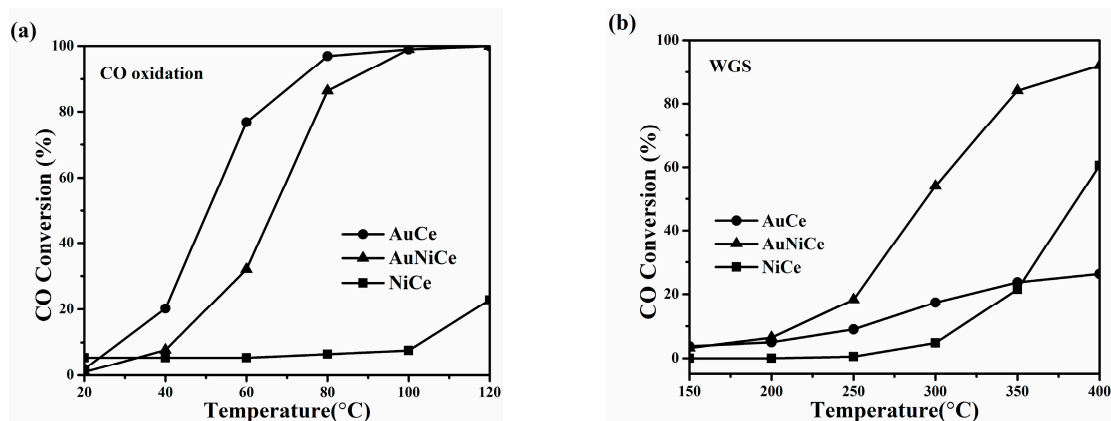 (a)
CO oxidation
CO Conversion (%)
100
80
60
40
20
0
AuCe
AuNiCe
NiCe
20 40 60 80 100 120
Temperature(°C)
(b)
WGS
CO Conversion (%)
100
80
60
40
20
0
AuCe
AuNiCe
NiCe
150 200 250 300 350 400
Temperature(°C)